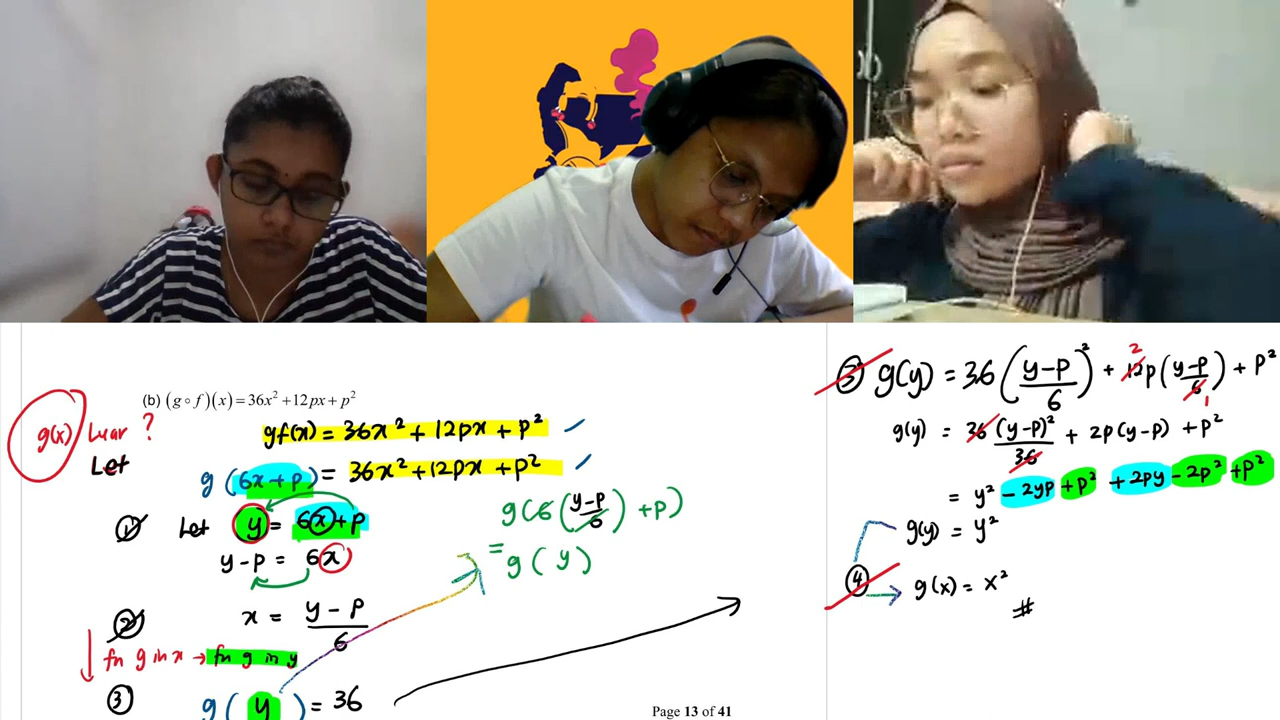 (b) (g∘f)(x) = 36x² + 12px + p²
g(x) luar ?
gf(x) = 36x² + 12px + p²
Let
g(6x+p) = 36x² + 12px + p²
① Let y = 6x + p
y - p = 6x
② x = (y - p)/6
fn g in x → fn g in y
③ g( y ) = 36
g(6((y-p)/6) + p)
= g( y )
Page 13 of 41
③ g(y) = 36((y-p)/6)² + 12p((y-p)/6) + p²
2
1
g(y) = 36 (y-p)²/36 + 2p(y-p) + p²
= y² - 2yp + p² + 2py - 2p² + p²
g(y) = y²
④ → g(x) = x²
#